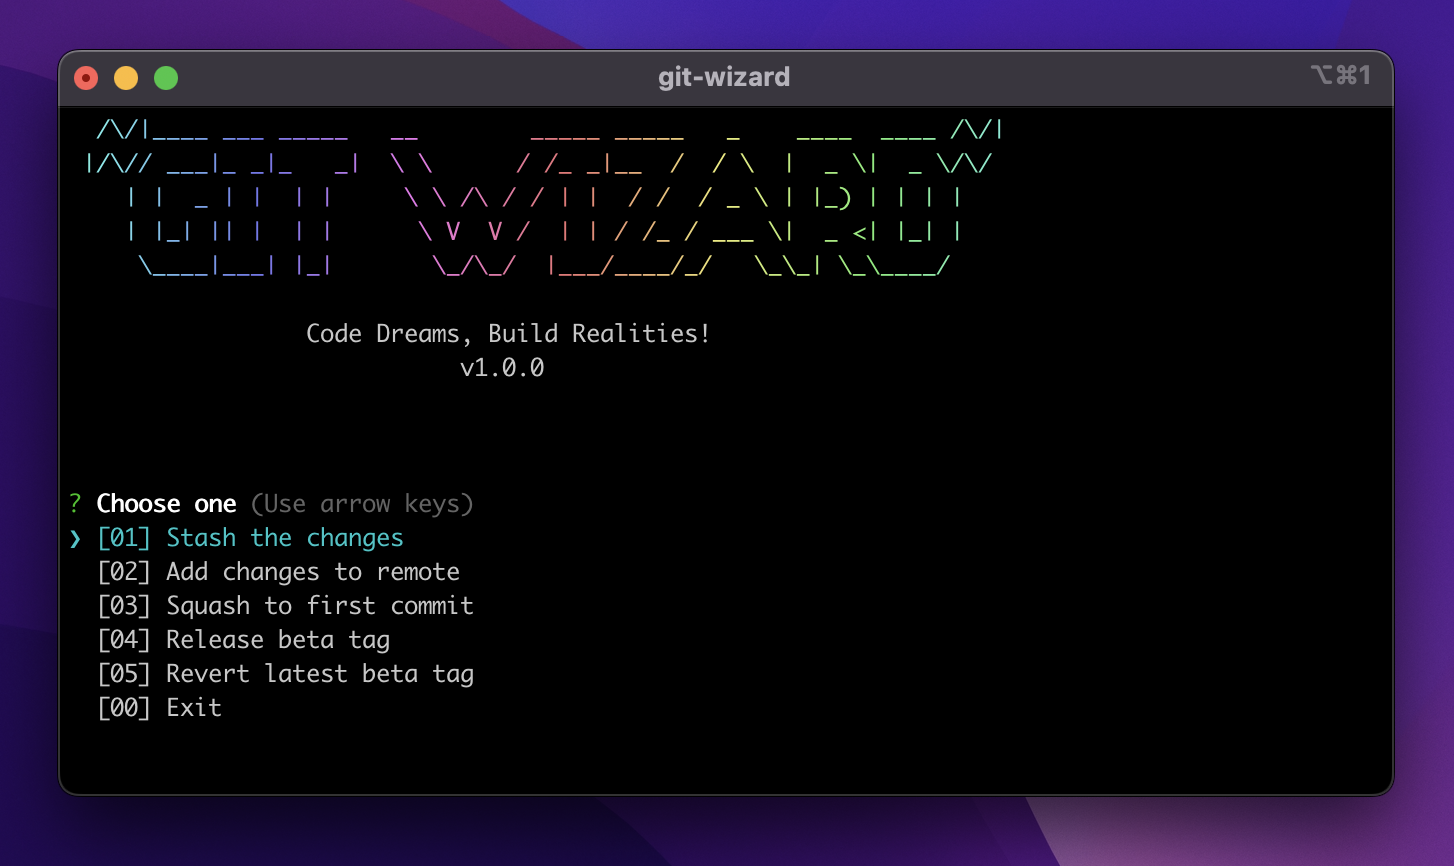 git-wizard
⌥⌘1
~GIT WIZARD~
Code Dreams, Build Realities!
v1.0.0
? Choose one (Use arrow keys)
❯ [01] Stash the changes
[02] Add changes to remote
[03] Squash to first commit
[04] Release beta tag
[05] Revert latest beta tag
[00] Exit